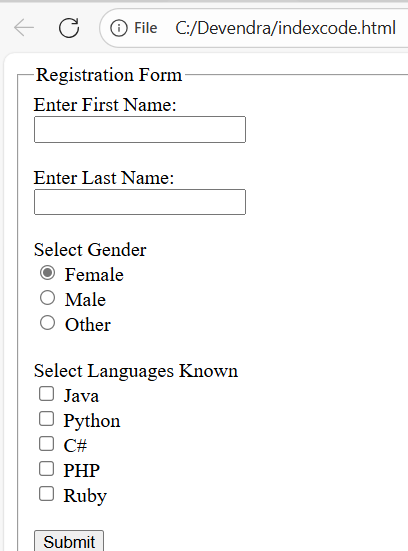 File C:/Devendra/indexcode.html
Registration Form
Enter First Name:
Enter Last Name:
Select Gender
Female
Male
Other
Select Languages Known
Java
Python
C#
PHP
Ruby
Submit